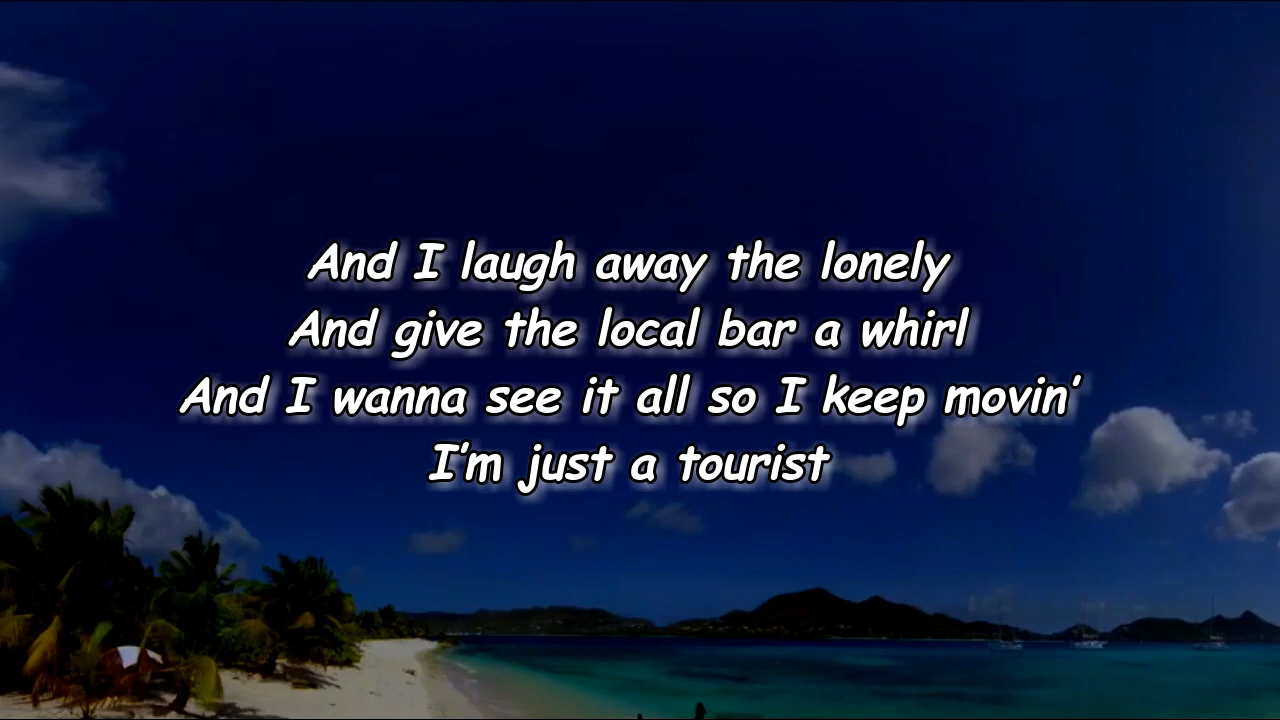 And I laugh away the lonely
And give the local bar a whirl
And I wanna see it all so I keep movin’
I’m just a tourist